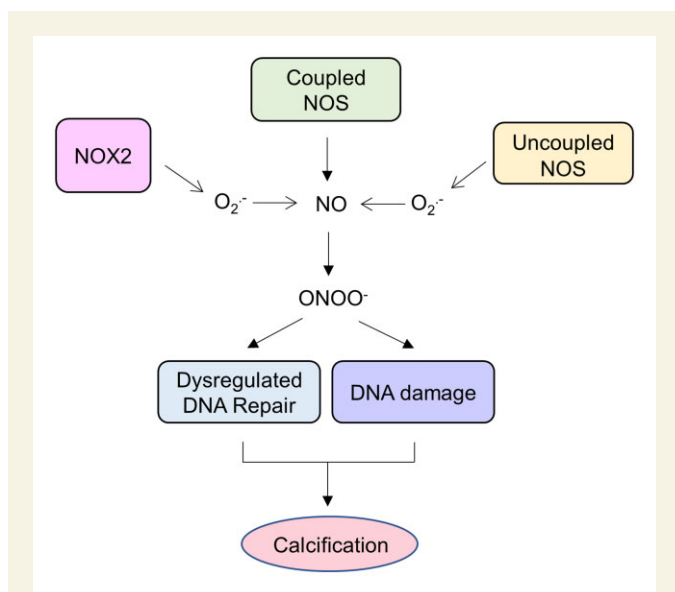 Coupled
NOS
NOX2
Uncoupled
NOS
O₂·⁻
NO
O₂·⁻
ONOO⁻
Dysregulated
DNA Repair
DNA damage
Calcification